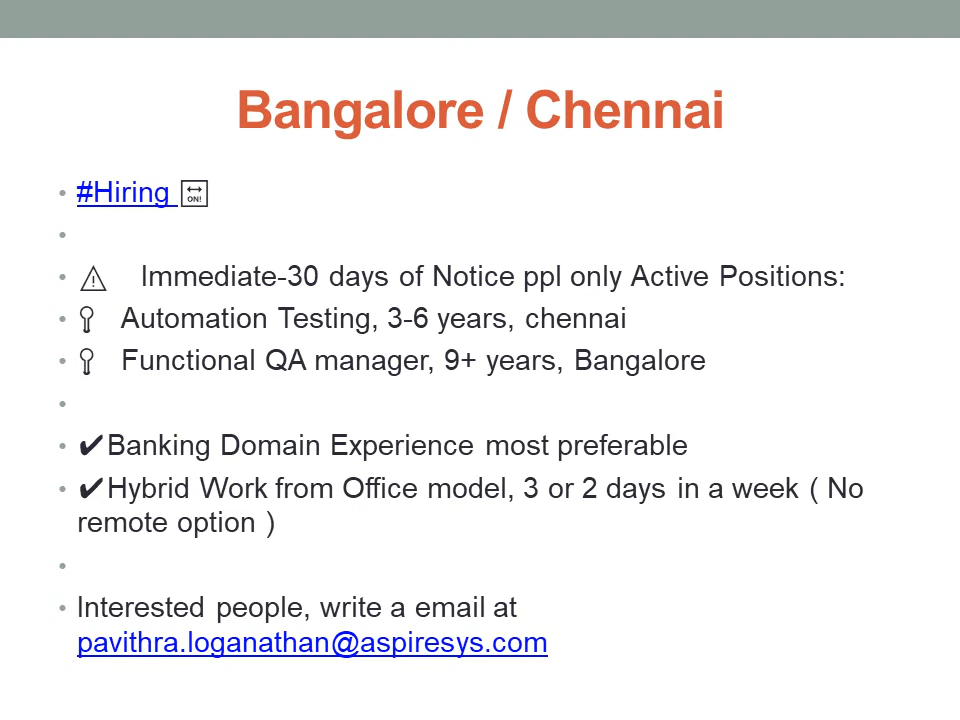 Bangalore / Chennai
• #Hiring 🔛
•
• ⚠ Immediate-30 days of Notice ppl only Active Positions:
• Automation Testing, 3-6 years, chennai
• Functional QA manager, 9+ years, Bangalore
•
• ✔Banking Domain Experience most preferable
• ✔Hybrid Work from Office model, 3 or 2 days in a week ( No
remote option )
•
• Interested people, write a email at
pavithra.loganathan@aspiresys.com